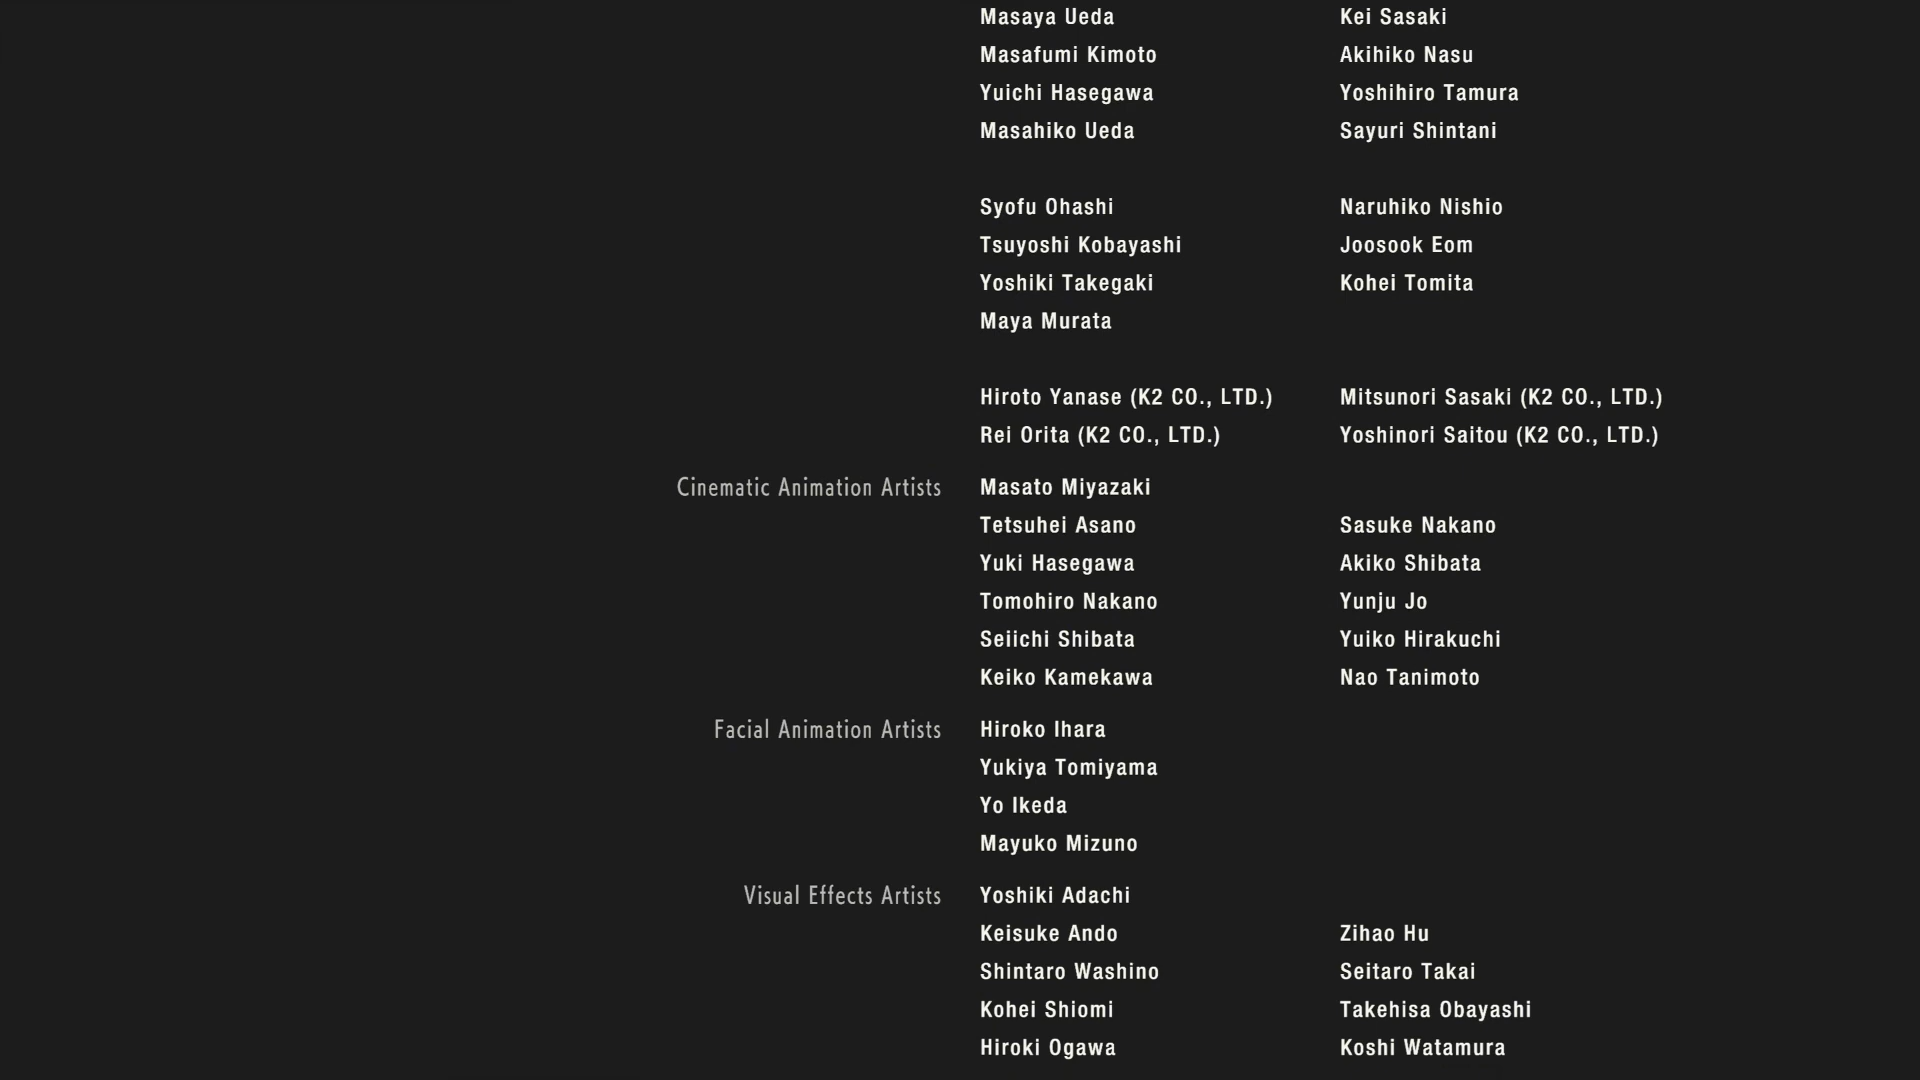 Masaya Ueda Kei Sasaki
Masafumi Kimoto Akihiko Nasu
Yuichi Hasegawa Yoshihiro Tamura
Masahiko Ueda Sayuri Shintani
Syofu Ohashi Naruhiko Nishio
Tsuyoshi Kobayashi Joosook Eom
Yoshiki Takegaki Kohei Tomita
Maya Murata
Hiroto Yanase (K2 CO., LTD.) Mitsunori Sasaki (K2 CO., LTD.)
Rei Orita (K2 CO., LTD.) Yoshinori Saitou (K2 CO., LTD.)
Cinematic Animation Artists Masato Miyazaki
Tetsuhei Asano Sasuke Nakano
Yuki Hasegawa Akiko Shibata
Tomohiro Nakano Yunju Jo
Seiichi Shibata Yuiko Hirakuchi
Keiko Kamekawa Nao Tanimoto
Facial Animation Artists Hiroko Ihara
Yukiya Tomiyama
Yo Ikeda
Mayuko Mizuno
Visual Effects Artists Yoshiki Adachi
Keisuke Ando Zihao Hu
Shintaro Washino Seitaro Takai
Kohei Shiomi Takehisa Obayashi
Hiroki Ogawa Koshi Watamura